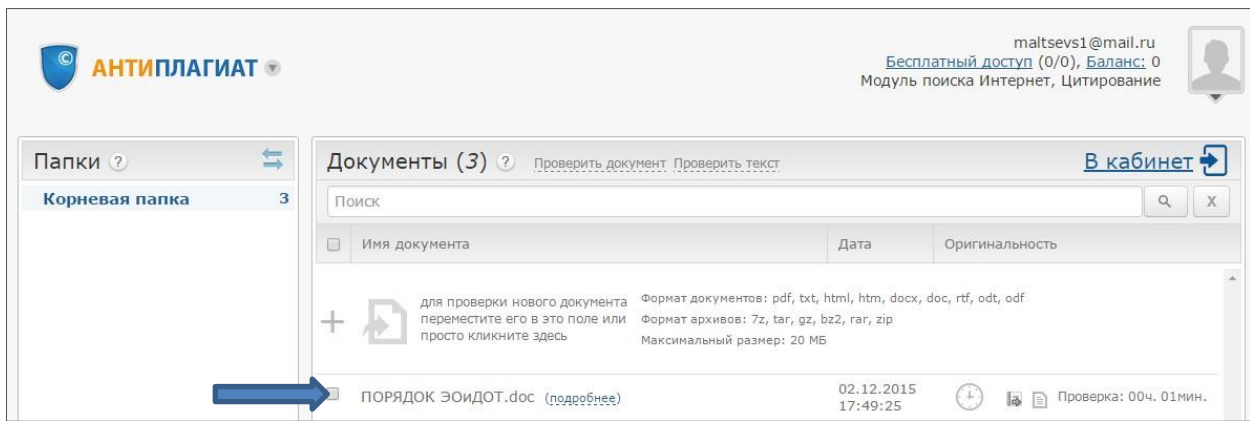 ©
АНТИПЛАГИАТ
maltsevs1@mail.ru
Бесплатный доступ (0/0), Баланс: 0
Модуль поиска Интернет, Цитирование
Папки ?
Корневая папка 3
Документы (3) ? Проверить документ Проверить текст В кабинет
Поиск X
Имя документа Дата Оригинальность
для проверки нового документа
переместите его в это поле или
просто кликните здесь
Формат документов: pdf, txt, html, htm, docx, doc, rtf, odt, odf
Формат архивов: 7z, tar, gz, bz2, rar, zip
Максимальный размер: 20 МБ
ПОРЯДОК ЭОиДОТ.doc (подробнее) 02.12.2015
17:49:25 Проверка: 00ч. 01мин.